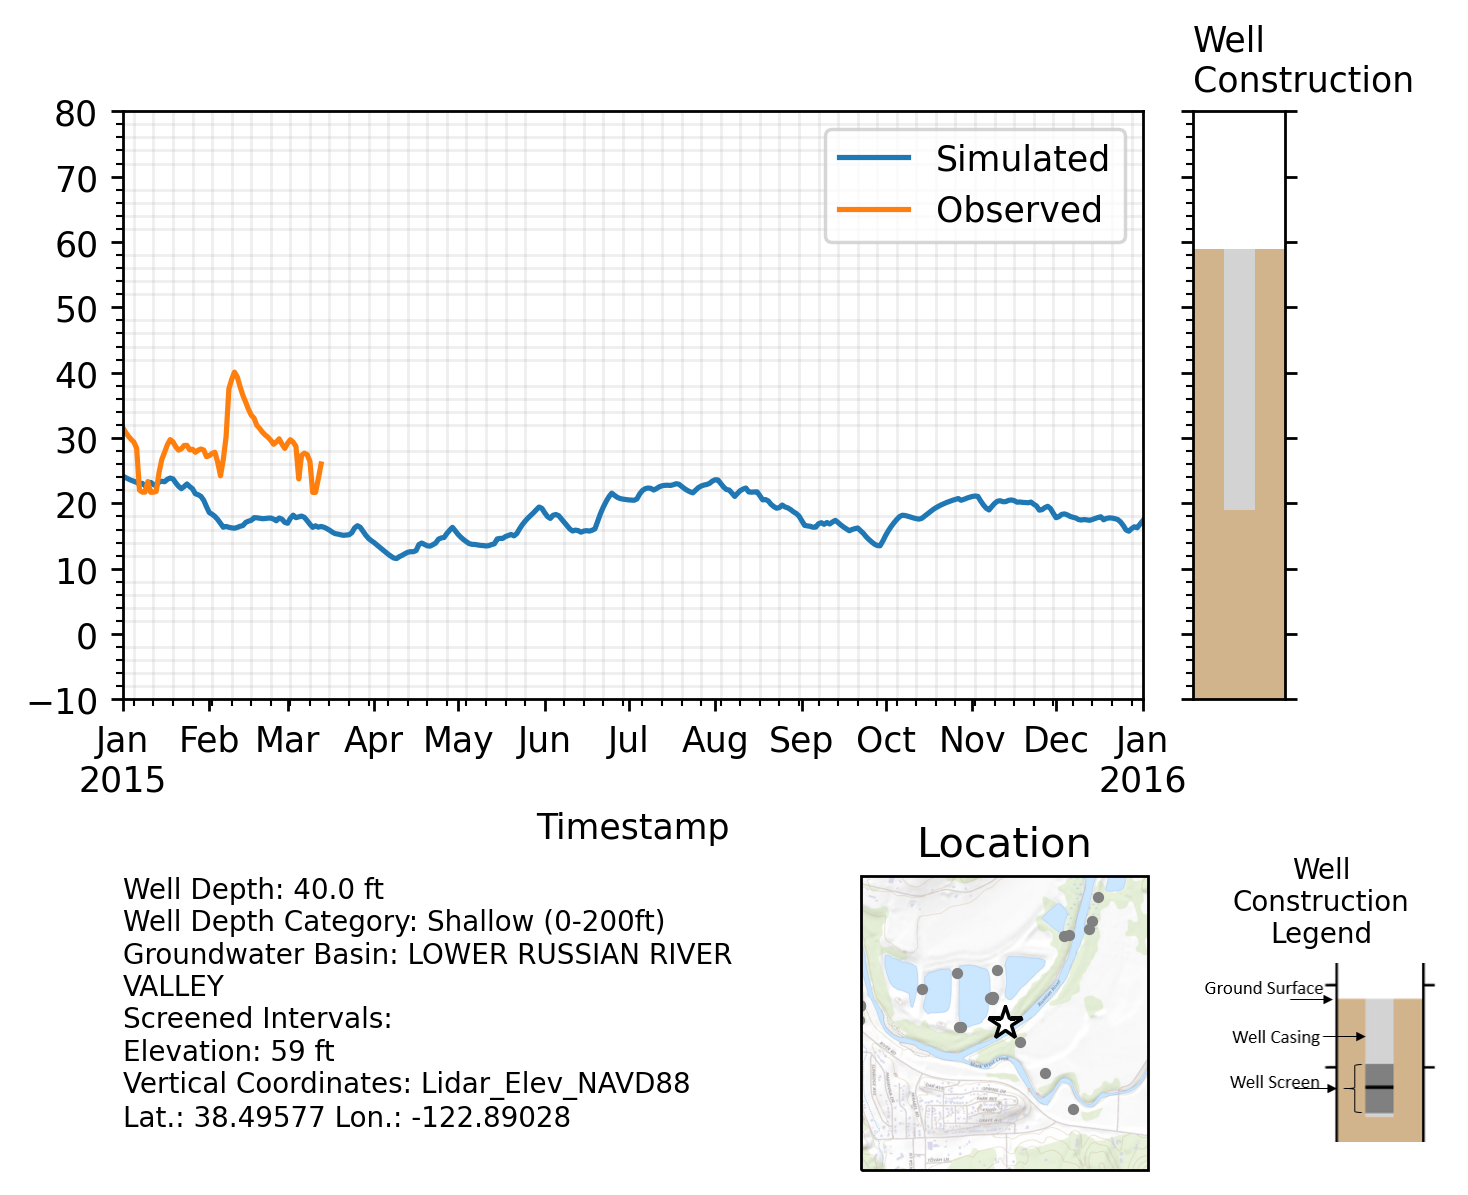 Well
Construction
80
70
60
50
40
30
20
10
0
−10
Simulated
Observed
Jan
2015
Feb
Mar
Apr
May
Jun
Jul
Aug
Sep
Oct
Nov
Dec
Jan
2016
Timestamp
Well Depth: 40.0 ft
Well Depth Category: Shallow (0-200ft)
Groundwater Basin: LOWER RUSSIAN RIVER
VALLEY
Screened Intervals:
Elevation: 59 ft
Vertical Coordinates: Lidar_Elev_NAVD88
Lat.: 38.49577 Lon.: -122.89028
Location
Well
Construction
Legend
Ground Surface
Well Casing
Well Screen